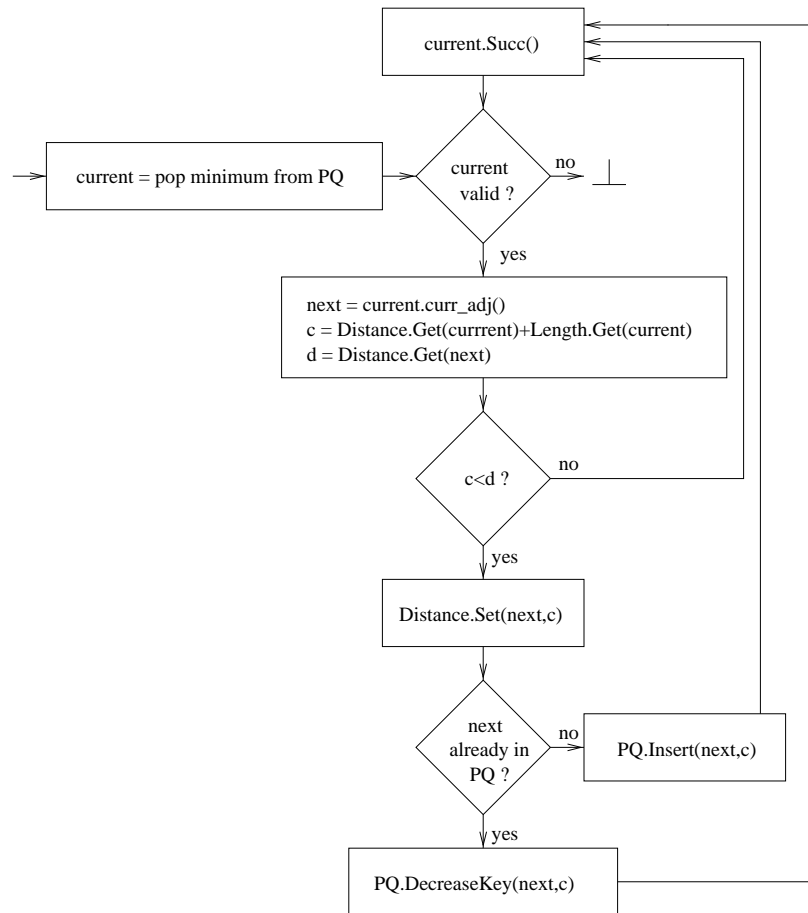 current.Succ()
current = pop minimum from PQ
current
valid ?
no
yes
next = current.curr_adj()
c = Distance.Get(currrent)+Length.Get(current)
d = Distance.Get(next)
c<d ?
no
yes
Distance.Set(next,c)
next
already in
PQ ?
no
PQ.Insert(next,c)
yes
PQ.DecreaseKey(next,c)